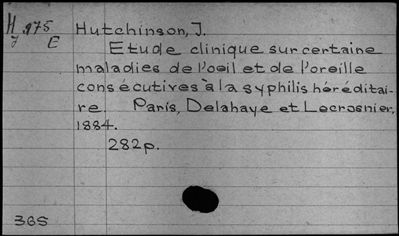 H.975 Hutchinson, J.
J E Etude clinique sur certaine
maladies de l'oeil et de l'oreille
consécutives à la syphilis héréditai-
re. Paris, Delahaye et Lecrosnier,
1884.
282p.
36S